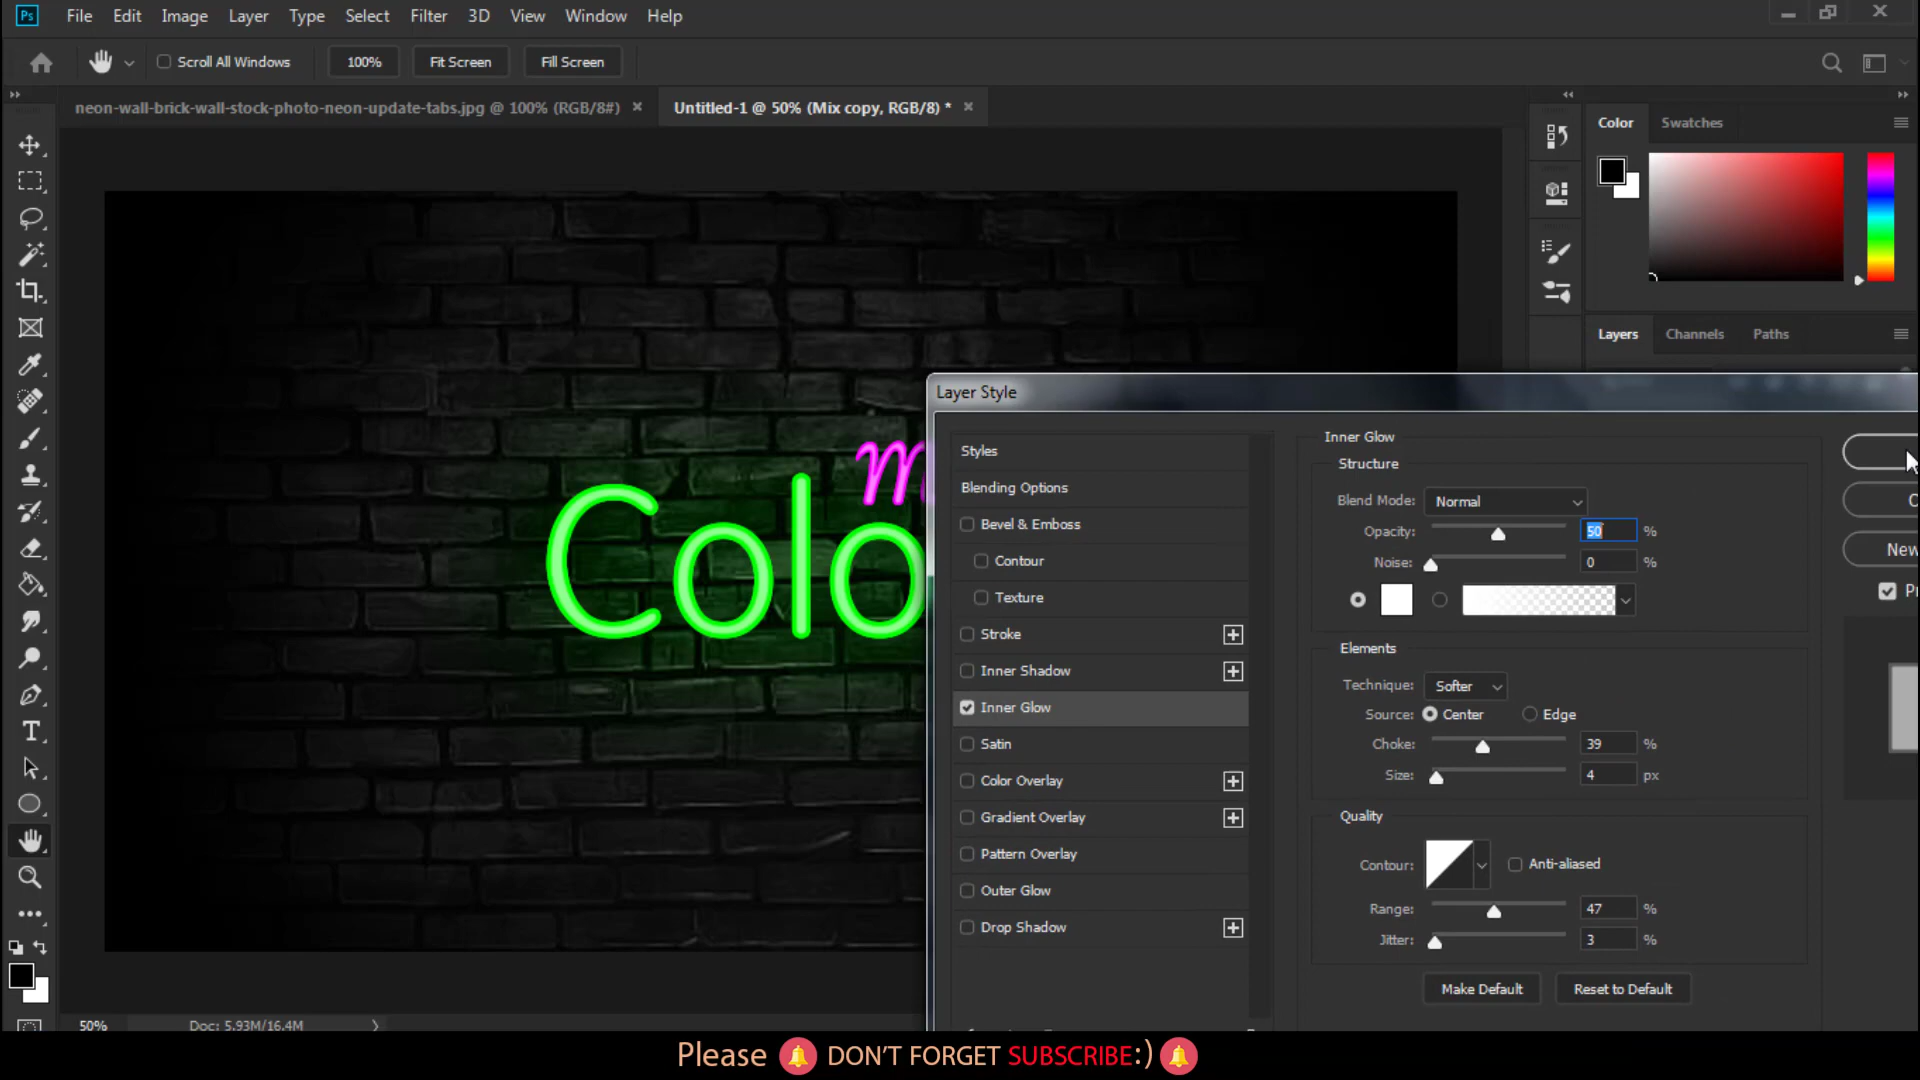 Ps File Edit Image Layer Type Select Filter 3D View Window Help
Scroll All Windows 100% Fit Screen Fill Screen
neon-wall-brick-wall-stock-photo-neon-update-tabs.jpg @ 100% (RGB/8#) × Untitled-1 @ 50% (Mix copy, RGB/8) * ×
Color Swatches
Layers Channels Paths
m
Colo
Layer Style
Styles
Blending Options
Bevel & Emboss
Contour
Texture
Stroke
Inner Shadow
Inner Glow
Satin
Color Overlay
Gradient Overlay
Pattern Overlay
Outer Glow
Drop Shadow
Inner Glow
Structure
Blend Mode: Normal
Opacity: 50 %
Noise: 0 %
Elements
Technique: Softer
Source: Center Edge
Choke: 39 %
Size: 4 px
Quality
Contour: Anti-aliased
Range: 47 %
Jitter: 3 %
Make Default Reset to Default
New
50% Doc: 5.93M/16.4M
Please DON'T FORGET SUBSCRIBE:)